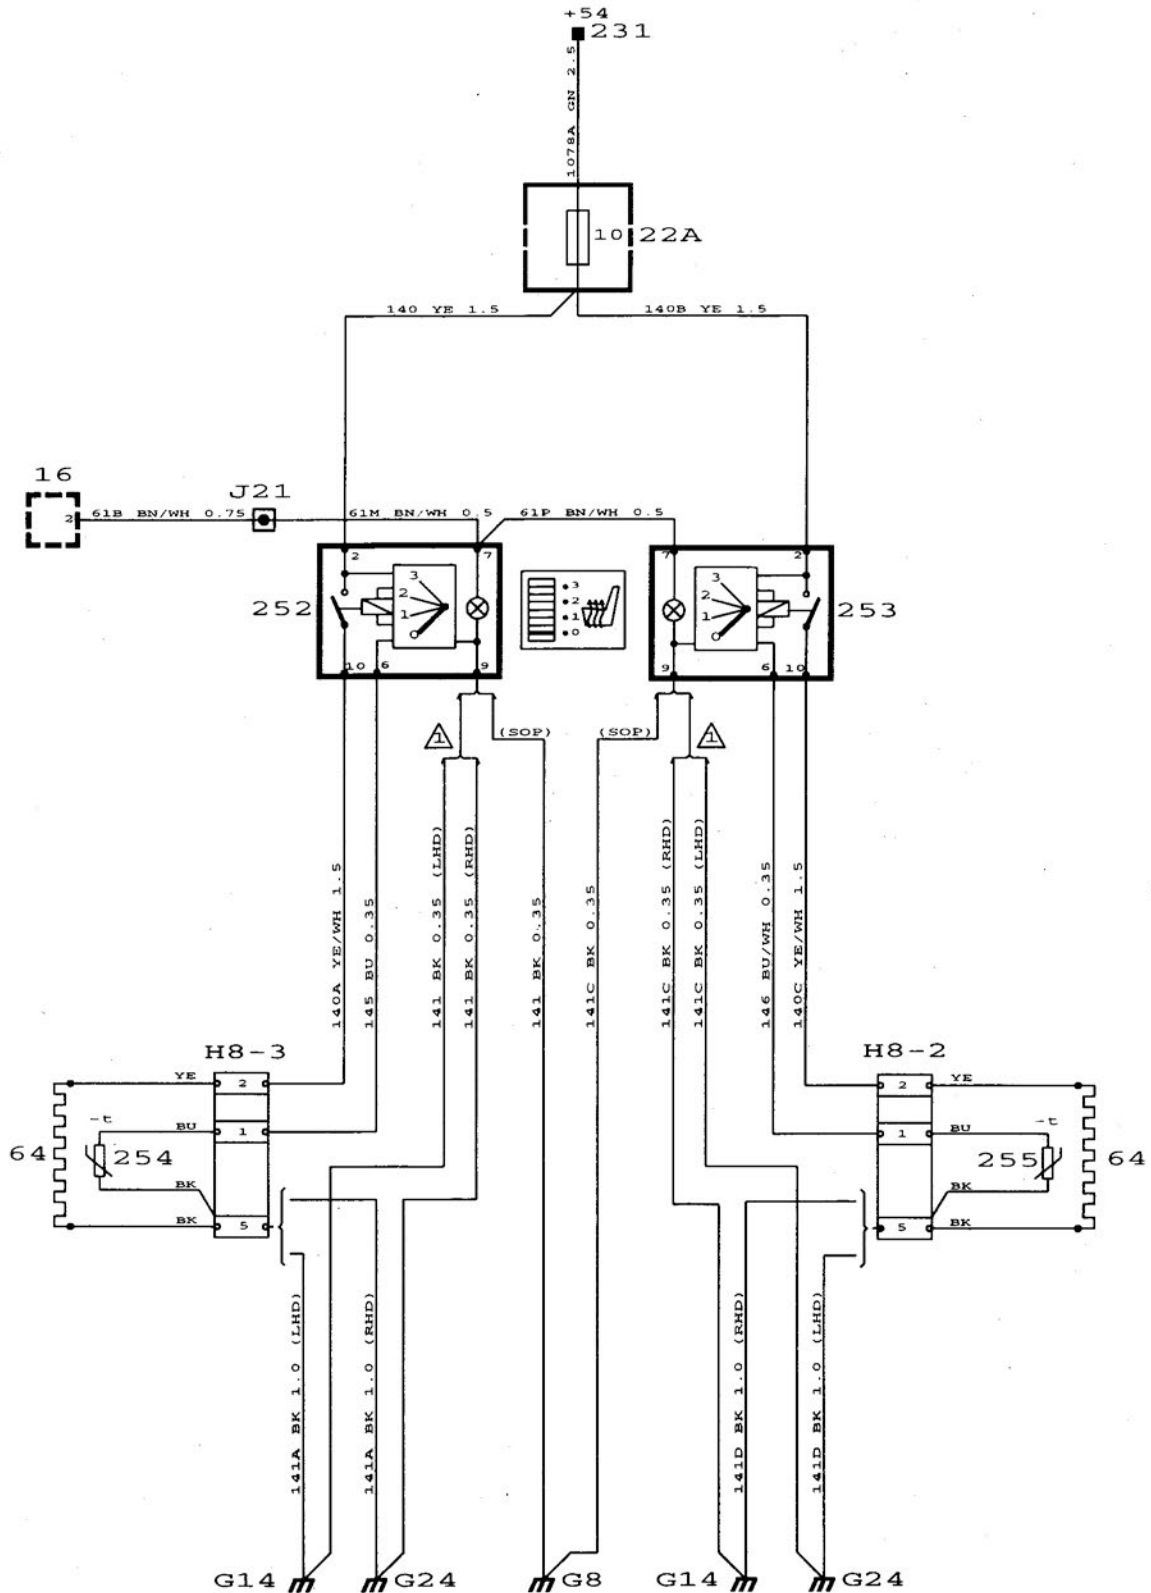 +54
231
1078A GN 2.5
10
22A
140 YE 1.5
140B YE 1.5
16
2
J21
61B BN/WH 0.75
61M BN/WH 0.5
61P BN/WH 0.5
2
7
7
2
3
2
1
0
3
2
1
0
3
2
1
0
252
253
10
6
9
9
6
10
1
(SOP)
(SOP)
1
140A YE/WH 1.5
145 BU 0.35
141 BK 0.35 (LHD)
141 BK 0.35 (RHD)
141 BK 0.35
141C BK 0.35
141C BK 0.35 (RHD)
141C BK 0.35 (LHD)
146 BU/WH 0.35
140C YE/WH 1.5
H8-3
H8-2
YE
2
2
YE
-t
BU
1
1
BU
-t
64
254
255
64
BK
BK
BK
5
5
BK
141A BK 1.0 (LHD)
141A BK 1.0 (RHD)
141D BK 1.0 (RHD)
141D BK 1.0 (LHD)
G14
G24
G8
G14
G24